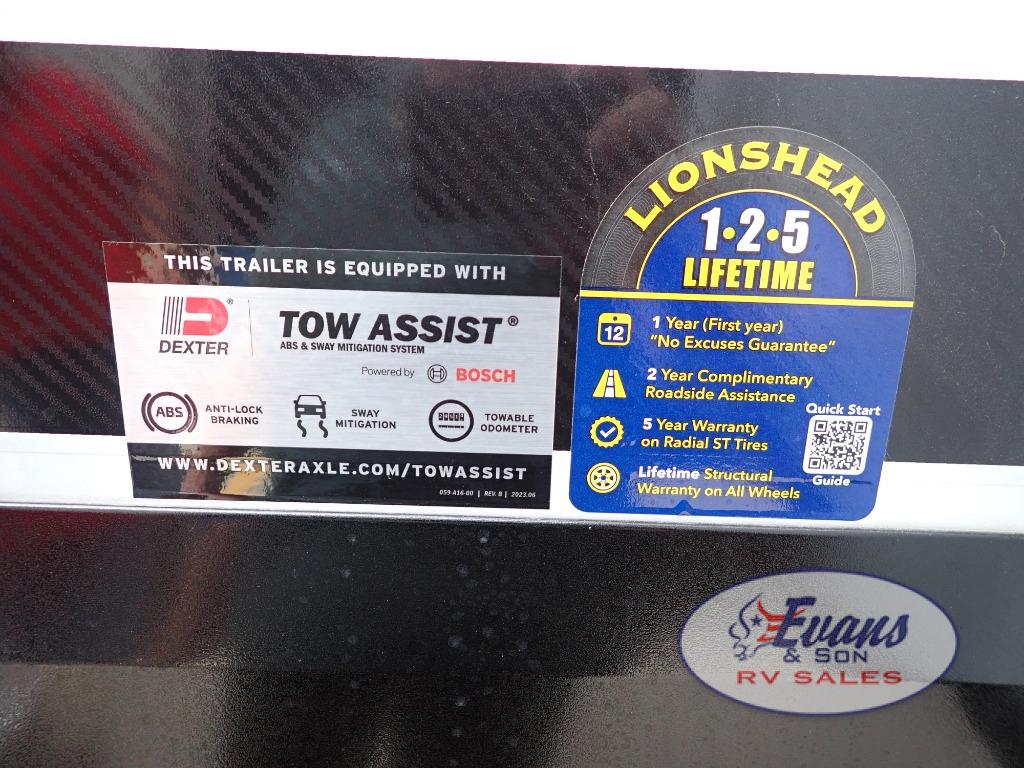 THIS TRAILER IS EQUIPPED WITH
DEXTER®
TOW ASSIST®
ABS & SWAY MITIGATION SYSTEM
Powered by BOSCH
ABS
ANTI-LOCK
BRAKING
SWAY
MITIGATION
TOWABLE
ODOMETER
WWW.DEXTERAXLE.COM/TOWASSIST
059-A16-00 | REV. B | 2023.06
LIONSHEAD
1•2•5
LIFETIME
12
1 Year (First year)
"No Excuses Guarantee"
2 Year Complimentary
Roadside Assistance
5 Year Warranty
on Radial ST Tires
Lifetime Structural
Warranty on All Wheels
Quick Start
Guide
Evans
& SON
RV SALES